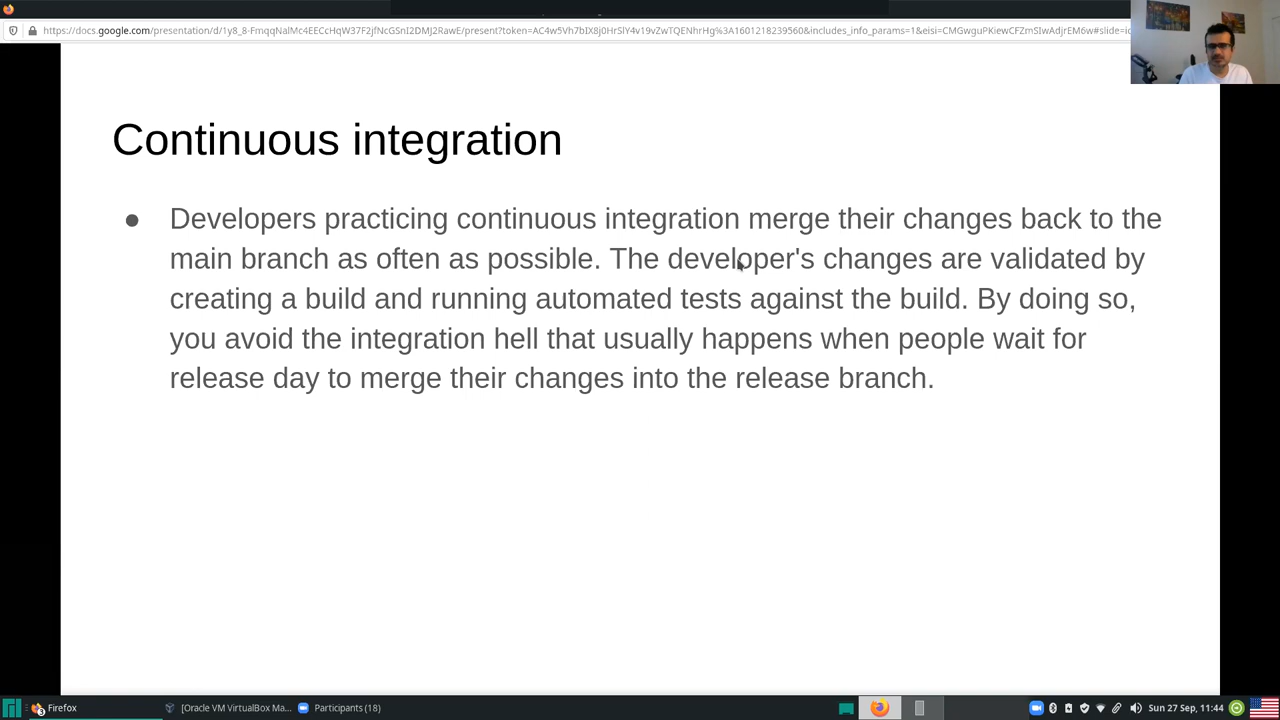 Continuous integration
● Developers practicing continuous integration merge their changes back to the
main branch as often as possible. The developer's changes are validated by
creating a build and running automated tests against the build. By doing so,
you avoid the integration hell that usually happens when people wait for
release day to merge their changes into the release branch.
Firefox
[Oracle VM VirtualBox Ma...
Participants (18)
Sun 27 Sep, 11:44